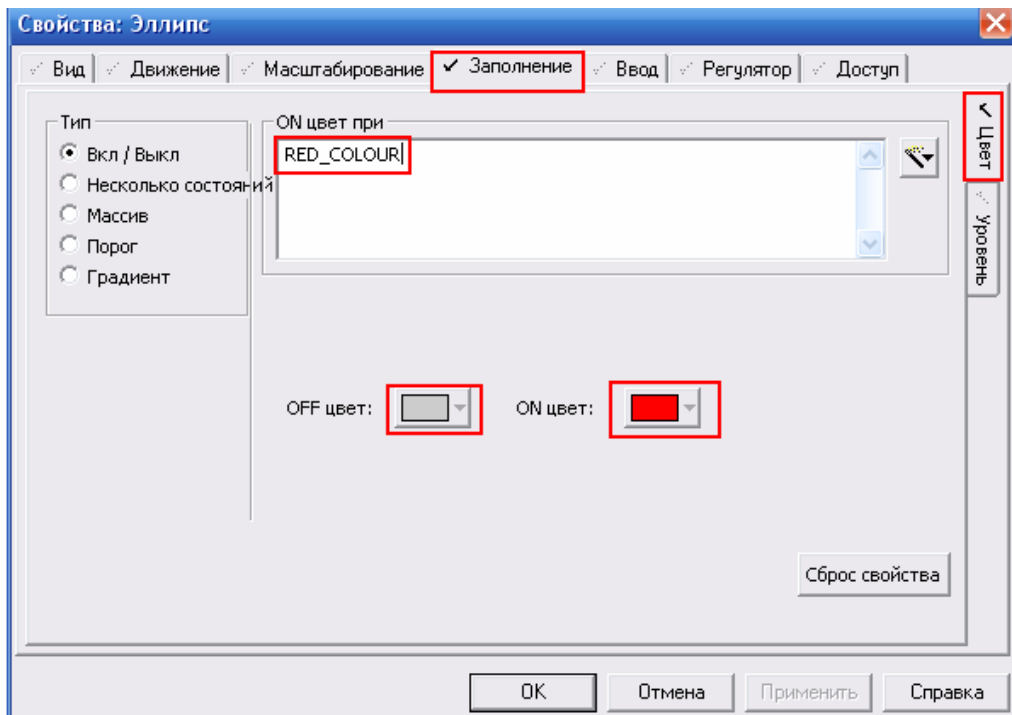 Свойства: Эллипс
Вид Движение Масштабирование Заполнение Ввод Регулятор Доступ
Тип
Вкл / Выкл
Несколько состояний
Массив
Порог
Градиент
ON цвет при
RED_COLOUR
Цвет
Уровень
OFF цвет: ON цвет:
Сброс свойства
OK Отмена Применить Справка